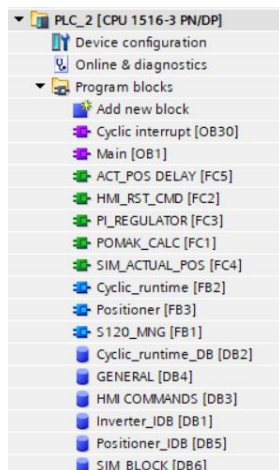 PLC_2 [CPU 1516-3 PN/DP]
Device configuration
Online & diagnostics
Program blocks
Add new block
Cyclic interrupt [OB30]
Main [OB1]
ACT_POS DELAY [FC5]
HMI_RST_CMD [FC2]
PI_REGULATOR [FC3]
POMAK_CALC [FC1]
SIM_ACTUAL_POS [FC4]
Cyclic_runtime [FB2]
Positioner [FB3]
S120_MNG [FB1]
Cyclic_runtime_DB [DB2]
GENERAL [DB4]
HMI COMMANDS [DB3]
Inverter_IDB [DB1]
Positioner_IDB [DB5]
SIM_BLOCK [DB6]